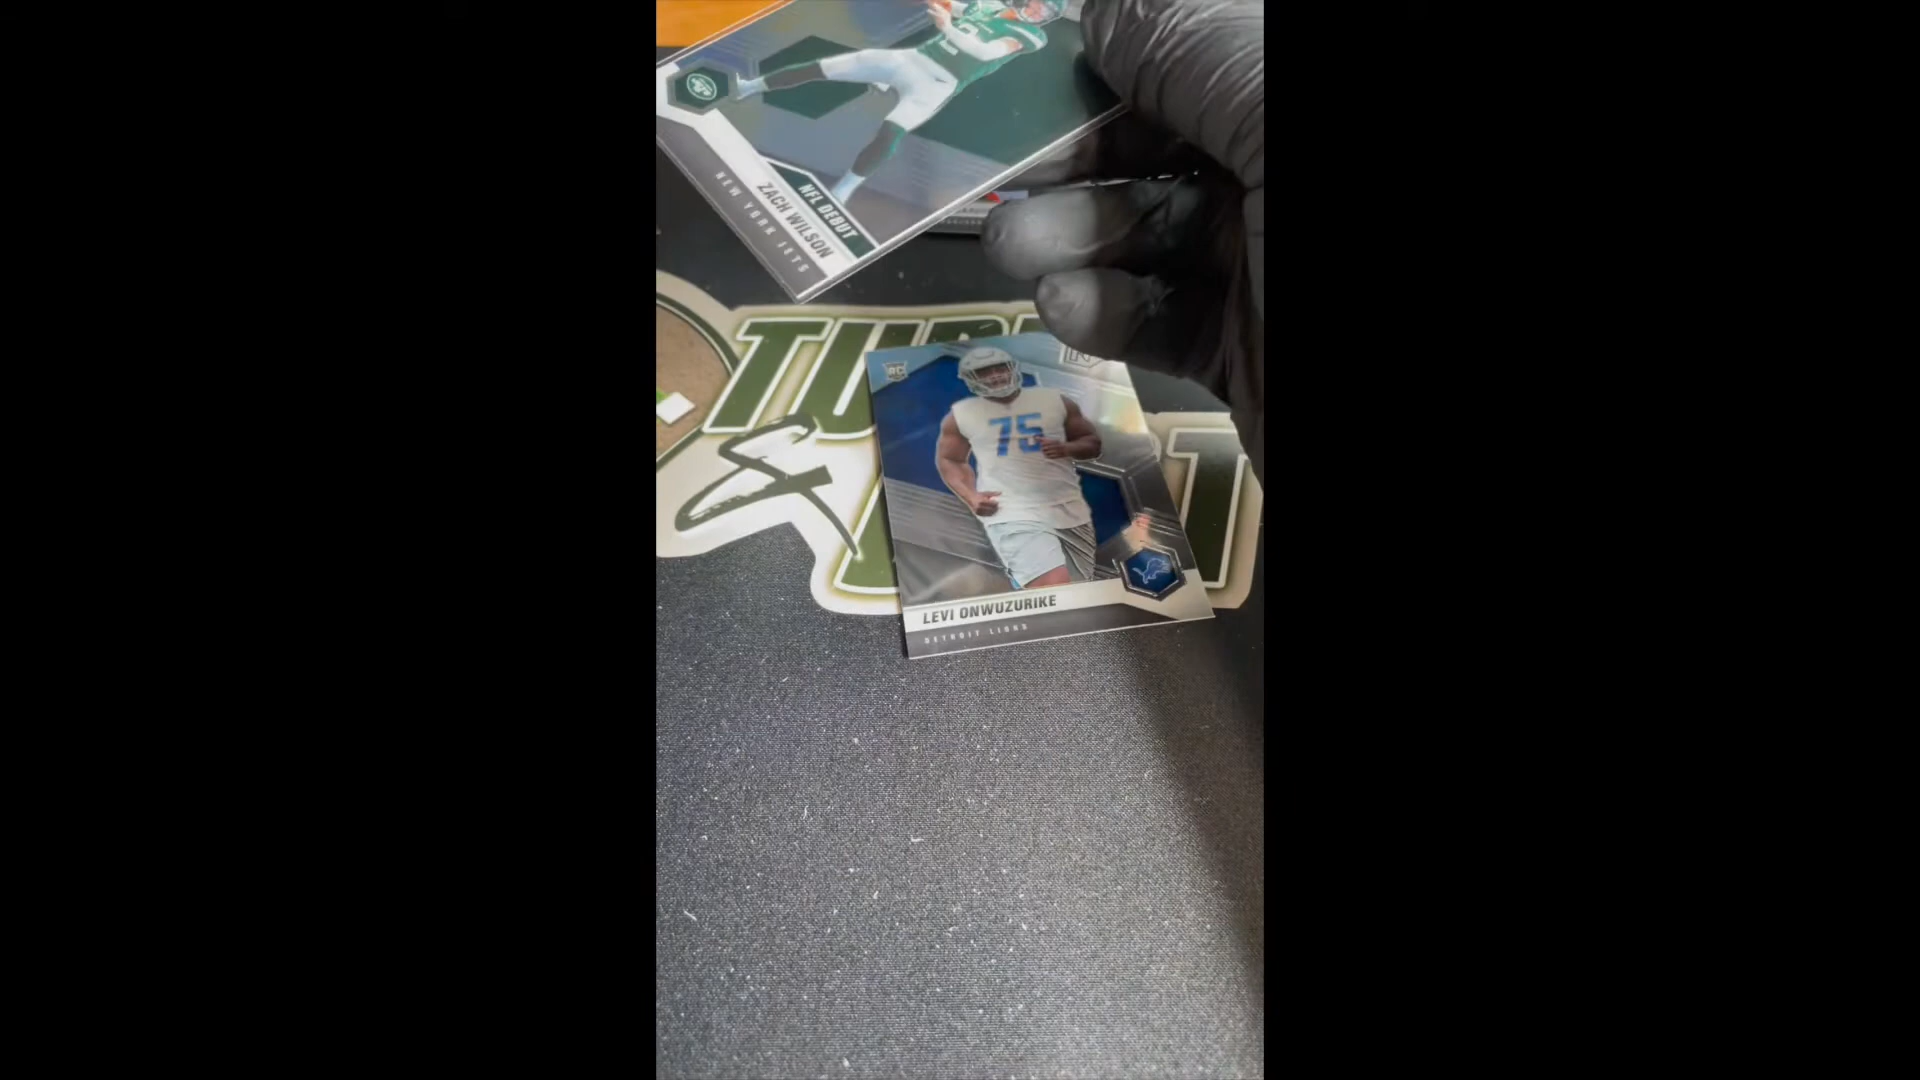 NFL DEBUT
ZACH WILSON
NEW YORK JETS
&
RC
75
LEVI ONWUZURIKE
DETROIT LIONS